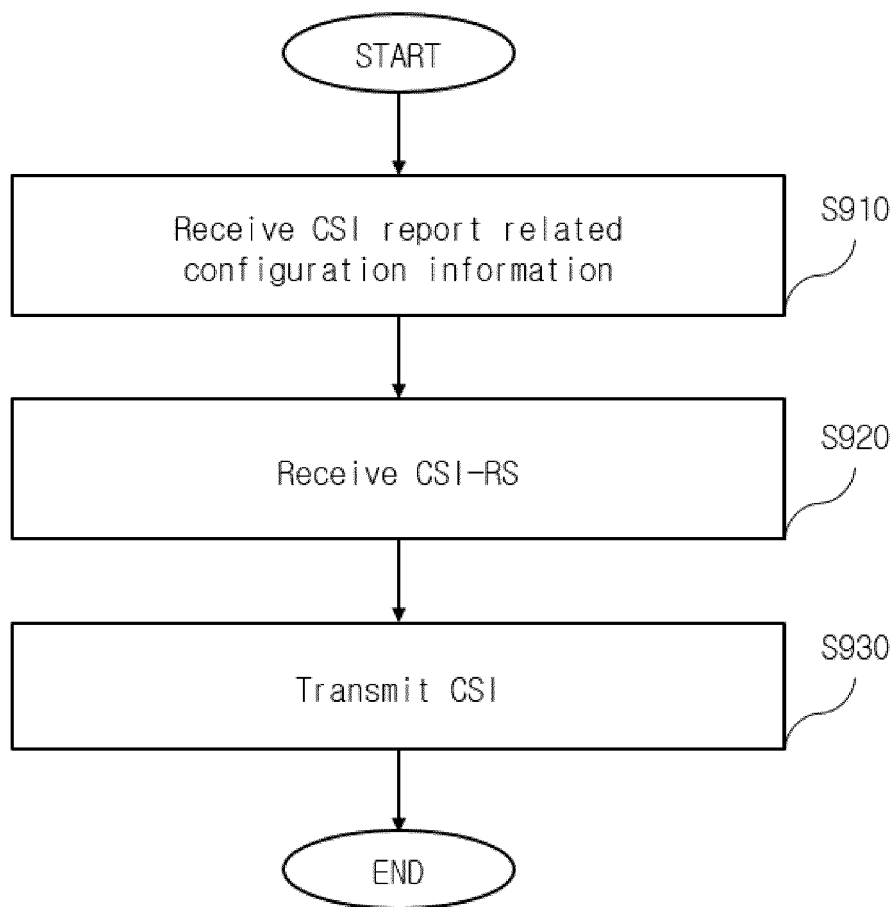 START
Receive CSI report related
configuration information
S910
Receive CSI-RS
S920
Transmit CSI
S930
END